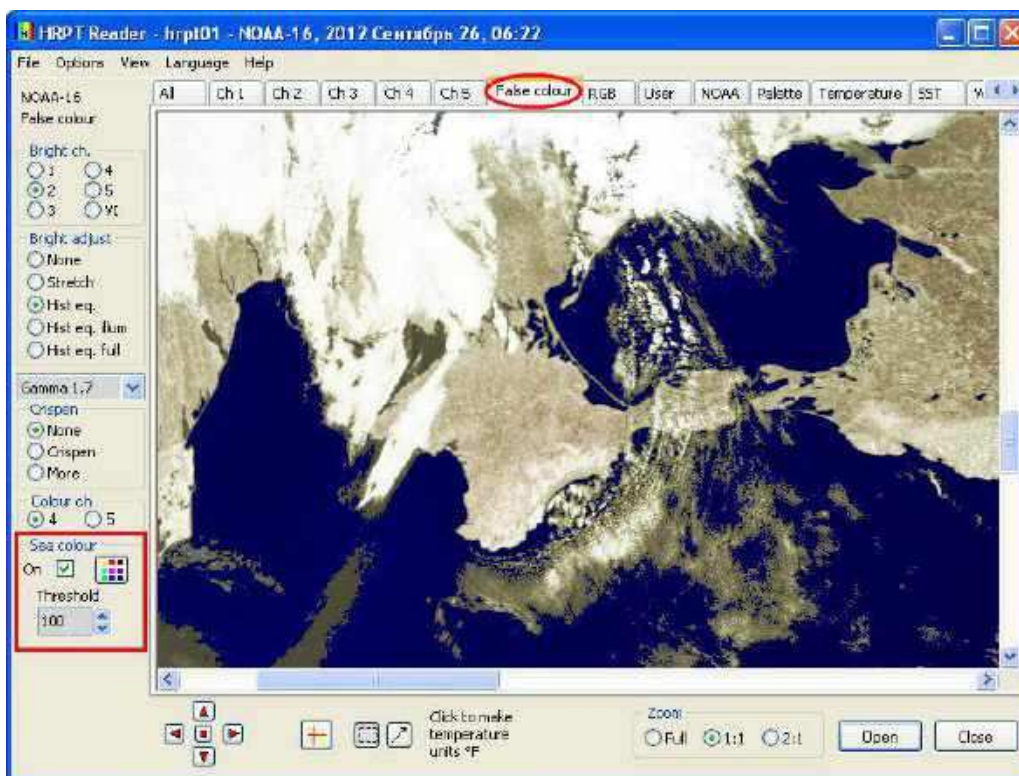 HRPT Reader - hrpt01 - NOAA-16, 2012 Сентябрь 26, 06:22
File Options View Language Help
NOAA-16
All Ch 1 Ch 2 Ch 3 Ch 4 Ch 5 False colour RGB User NOAA Palette Temperature SST
False colour
Bright ch.
1 4
2 5
3 VI
Bright adjust
None
Stretch
Hist eq.
Hist eq. illum
Hist eq. full
Gamma 1.7
Crispen
None
Crispen
More
Colour ch
4 5
Sea colour
On
Threshold
100
Click to make
temperature
units °F
Zoom
Full 1:1 2:1
Open Close